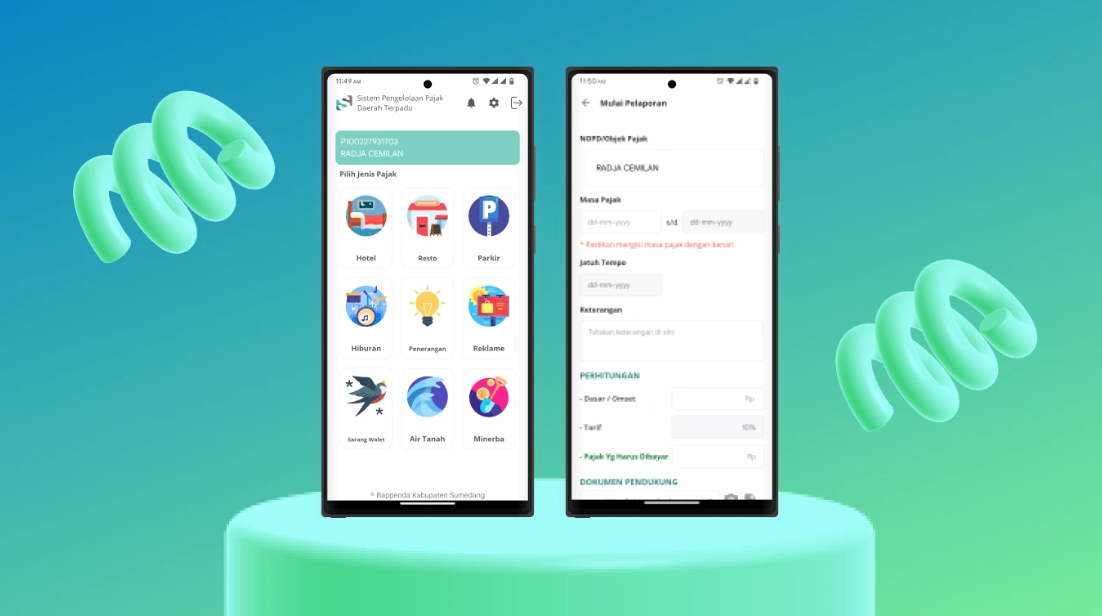 11:49 AM
Sistem Pengelolaan Pajak
Daerah Terpadu
P100227931703
RADJA CEMILAN
Pilih Jenis Pajak
Hotel
Resto
Parkir
Hiburan
Penerangan
Reklame
Sarang Walet
Air Tanah
Minerba
© Bappenda Kabupaten Sumedang
11:50 AM
Mulai Pelaporan
NOPD/Objek Pajak
RADJA CEMILAN
Masa Pajak
dd-mm-yyyy s/d dd-mm-yyyy
* Pastikan mengisi masa pajak dengan benar!
Jatuh Tempo
dd-mm-yyyy
Keterangan
Tuliskan keterangan di sini
PERHITUNGAN
- Dasar / Omset Rp
- Tarif 10%
- Pajak Yg Harus Dibayar Rp
DOKUMEN PENDUKUNG